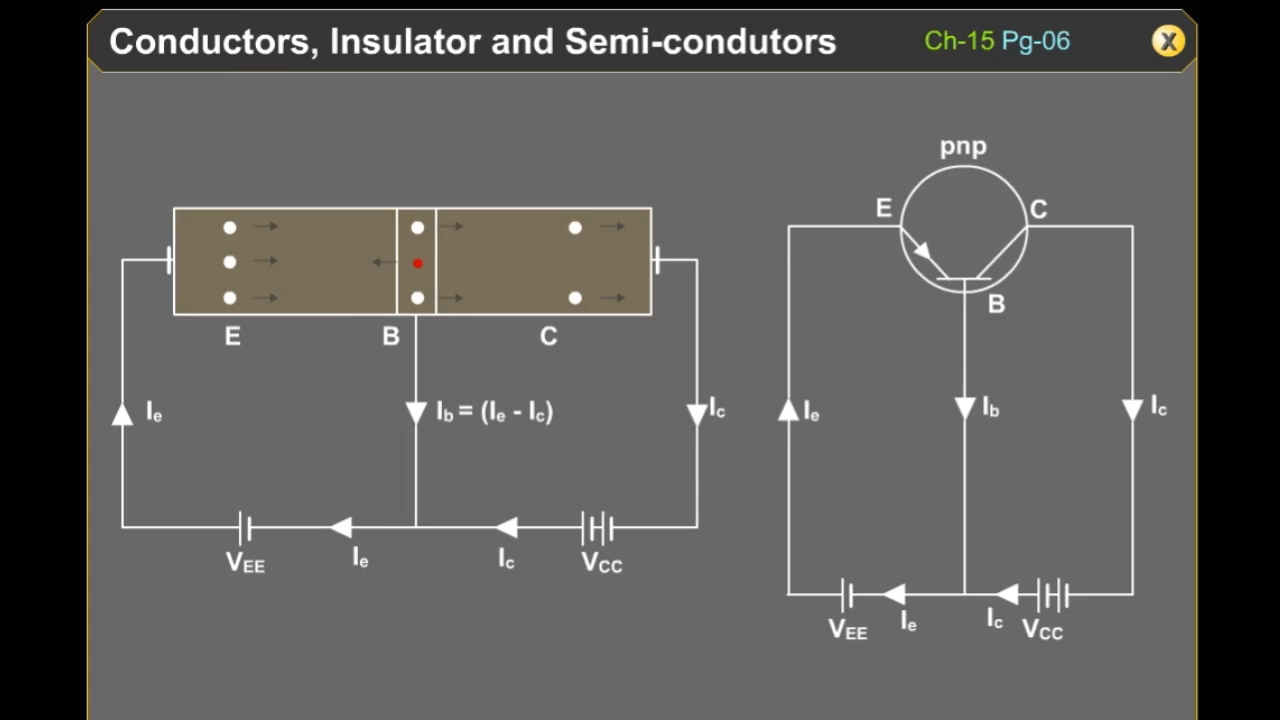 Conductors, Insulator and Semi-condutors
Ch-15 Pg-06
X
E
B
C
Ie
Ib = (Ie - Ic)
Ic
VEE
Ie
Ic
VCC
pnp
E
C
B
Ie
Ib
Ic
VEE
Ie
Ic
VCC